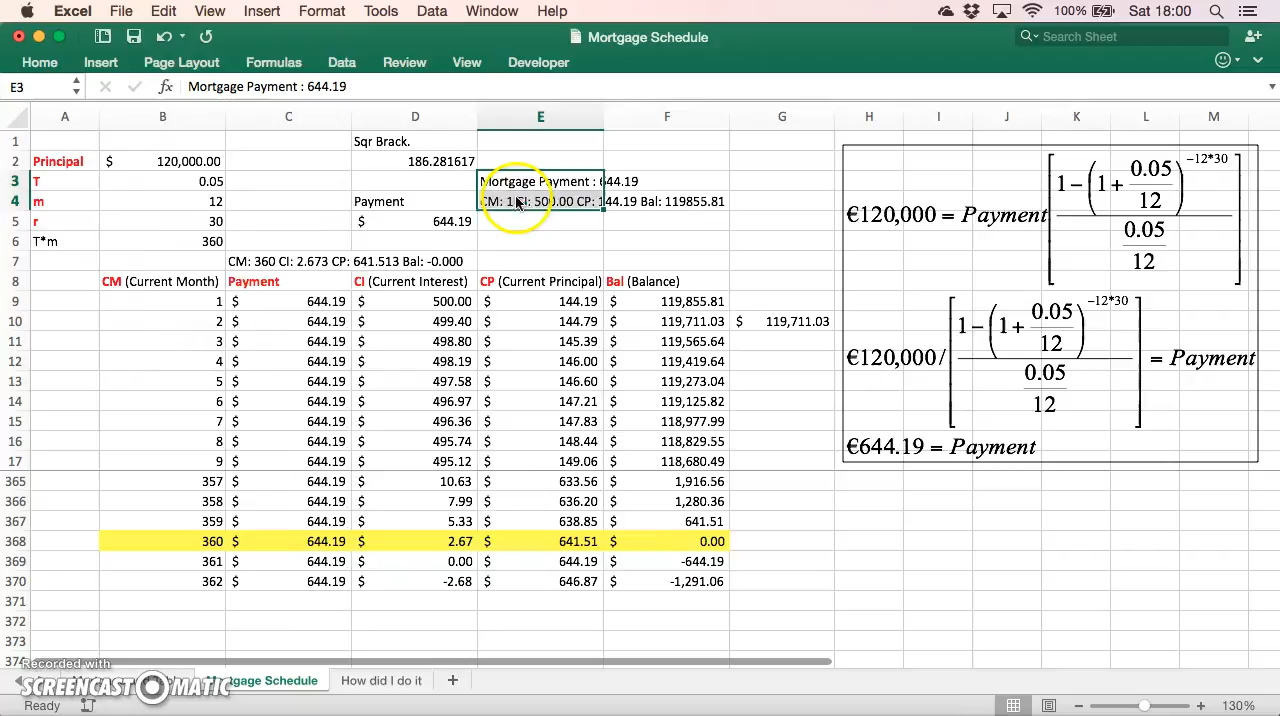 Excel File Edit View Insert Format Tools Data Window Help 100% Sat 18:00
Mortgage Schedule
Search Sheet
Home Insert Page Layout Formulas Data Review View Developer
E3 fx Mortgage Payment : 644.19
A B C D E F G H I J K L M
1 Sqr Brack.
2 Principal $ 120,000.00 186.281617
3 T 0.05 Mortgage Payment : 644.19
4 m 12 Payment CM: 1 CI: 500.00 CP: 144.19 Bal: 119855.81
5 r 30 $ 644.19
6 T*m 360
7 CM: 360 CI: 2.673 CP: 641.513 Bal: -0.000
8 CM (Current Month) Payment CI (Current Interest) CP (Current Principal) Bal (Balance)
9 1 $ 644.19 $ 500.00 $ 144.19 $ 119,855.81
10 2 $ 644.19 $ 499.40 $ 144.79 $ 119,711.03 $ 119,711.03
11 3 $ 644.19 $ 498.80 $ 145.39 $ 119,565.64
12 4 $ 644.19 $ 498.19 $ 146.00 $ 119,419.64
13 5 $ 644.19 $ 497.58 $ 146.60 $ 119,273.04
14 6 $ 644.19 $ 496.97 $ 147.21 $ 119,125.82
15 7 $ 644.19 $ 496.36 $ 147.83 $ 118,977.99
16 8 $ 644.19 $ 495.74 $ 148.44 $ 118,829.55
17 9 $ 644.19 $ 495.12 $ 149.06 $ 118,680.49
365 357 $ 644.19 $ 10.63 $ 633.56 $ 1,916.56
366 358 $ 644.19 $ 7.99 $ 636.20 $ 1,280.36
367 359 $ 644.19 $ 5.33 $ 638.85 $ 641.51
368 360 $ 644.19 $ 2.67 $ 641.51 $ 0.00
369 361 $ 644.19 $ 0.00 $ 644.19 $ -644.19
370 362 $ 644.19 $ -2.68 $ 646.87 $ -1,291.06
371
372
373
374
€120,000 = Payment [ 1 − ( 1 + 0.05 / 12 ) −12*30 / 0.05 / 12 ]
€120,000 / [ 1 − ( 1 + 0.05 / 12 ) −12*30 / 0.05 / 12 ] = Payment
€644.19 = Payment
Recorded with
SCREENCAST-O-MATIC
Mortgage Schedule How did I do it +
Ready 130%